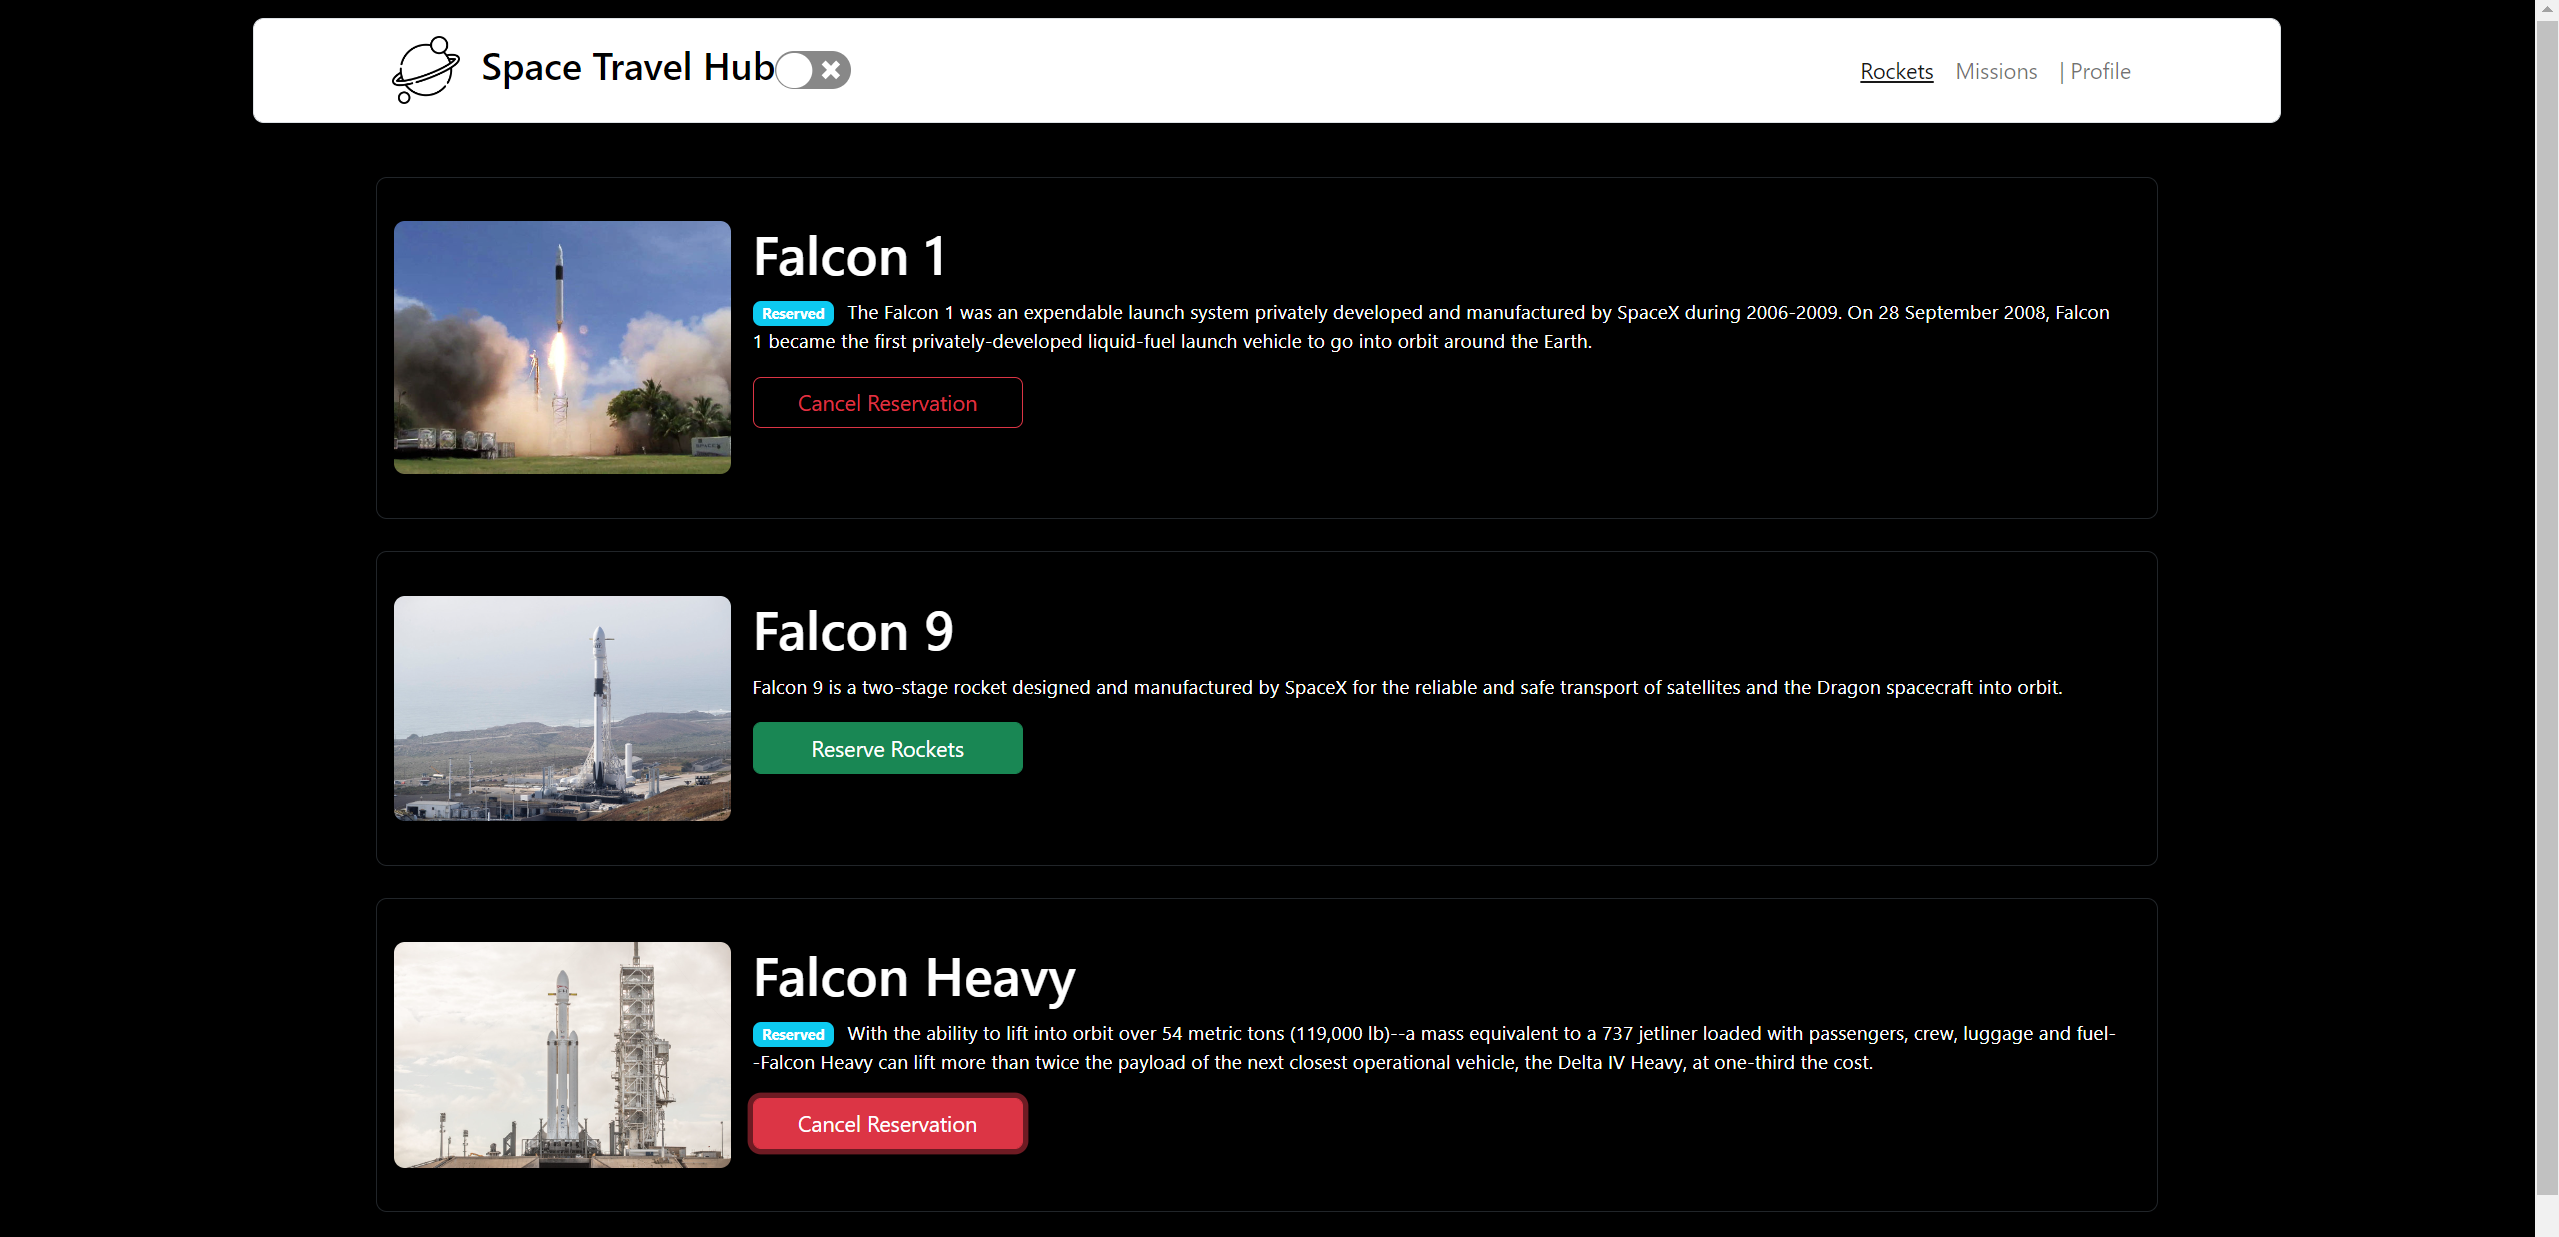 Space Travel Hub
Rockets Missions | Profile
Falcon 1
Reserved The Falcon 1 was an expendable launch system privately developed and manufactured by SpaceX during 2006-2009. On 28 September 2008, Falcon
1 became the first privately-developed liquid-fuel launch vehicle to go into orbit around the Earth.
Cancel Reservation
Falcon 9
Falcon 9 is a two-stage rocket designed and manufactured by SpaceX for the reliable and safe transport of satellites and the Dragon spacecraft into orbit.
Reserve Rockets
Falcon Heavy
Reserved With the ability to lift into orbit over 54 metric tons (119,000 lb)--a mass equivalent to a 737 jetliner loaded with passengers, crew, luggage and fuel-
-Falcon Heavy can lift more than twice the payload of the next closest operational vehicle, the Delta IV Heavy, at one-third the cost.
Cancel Reservation